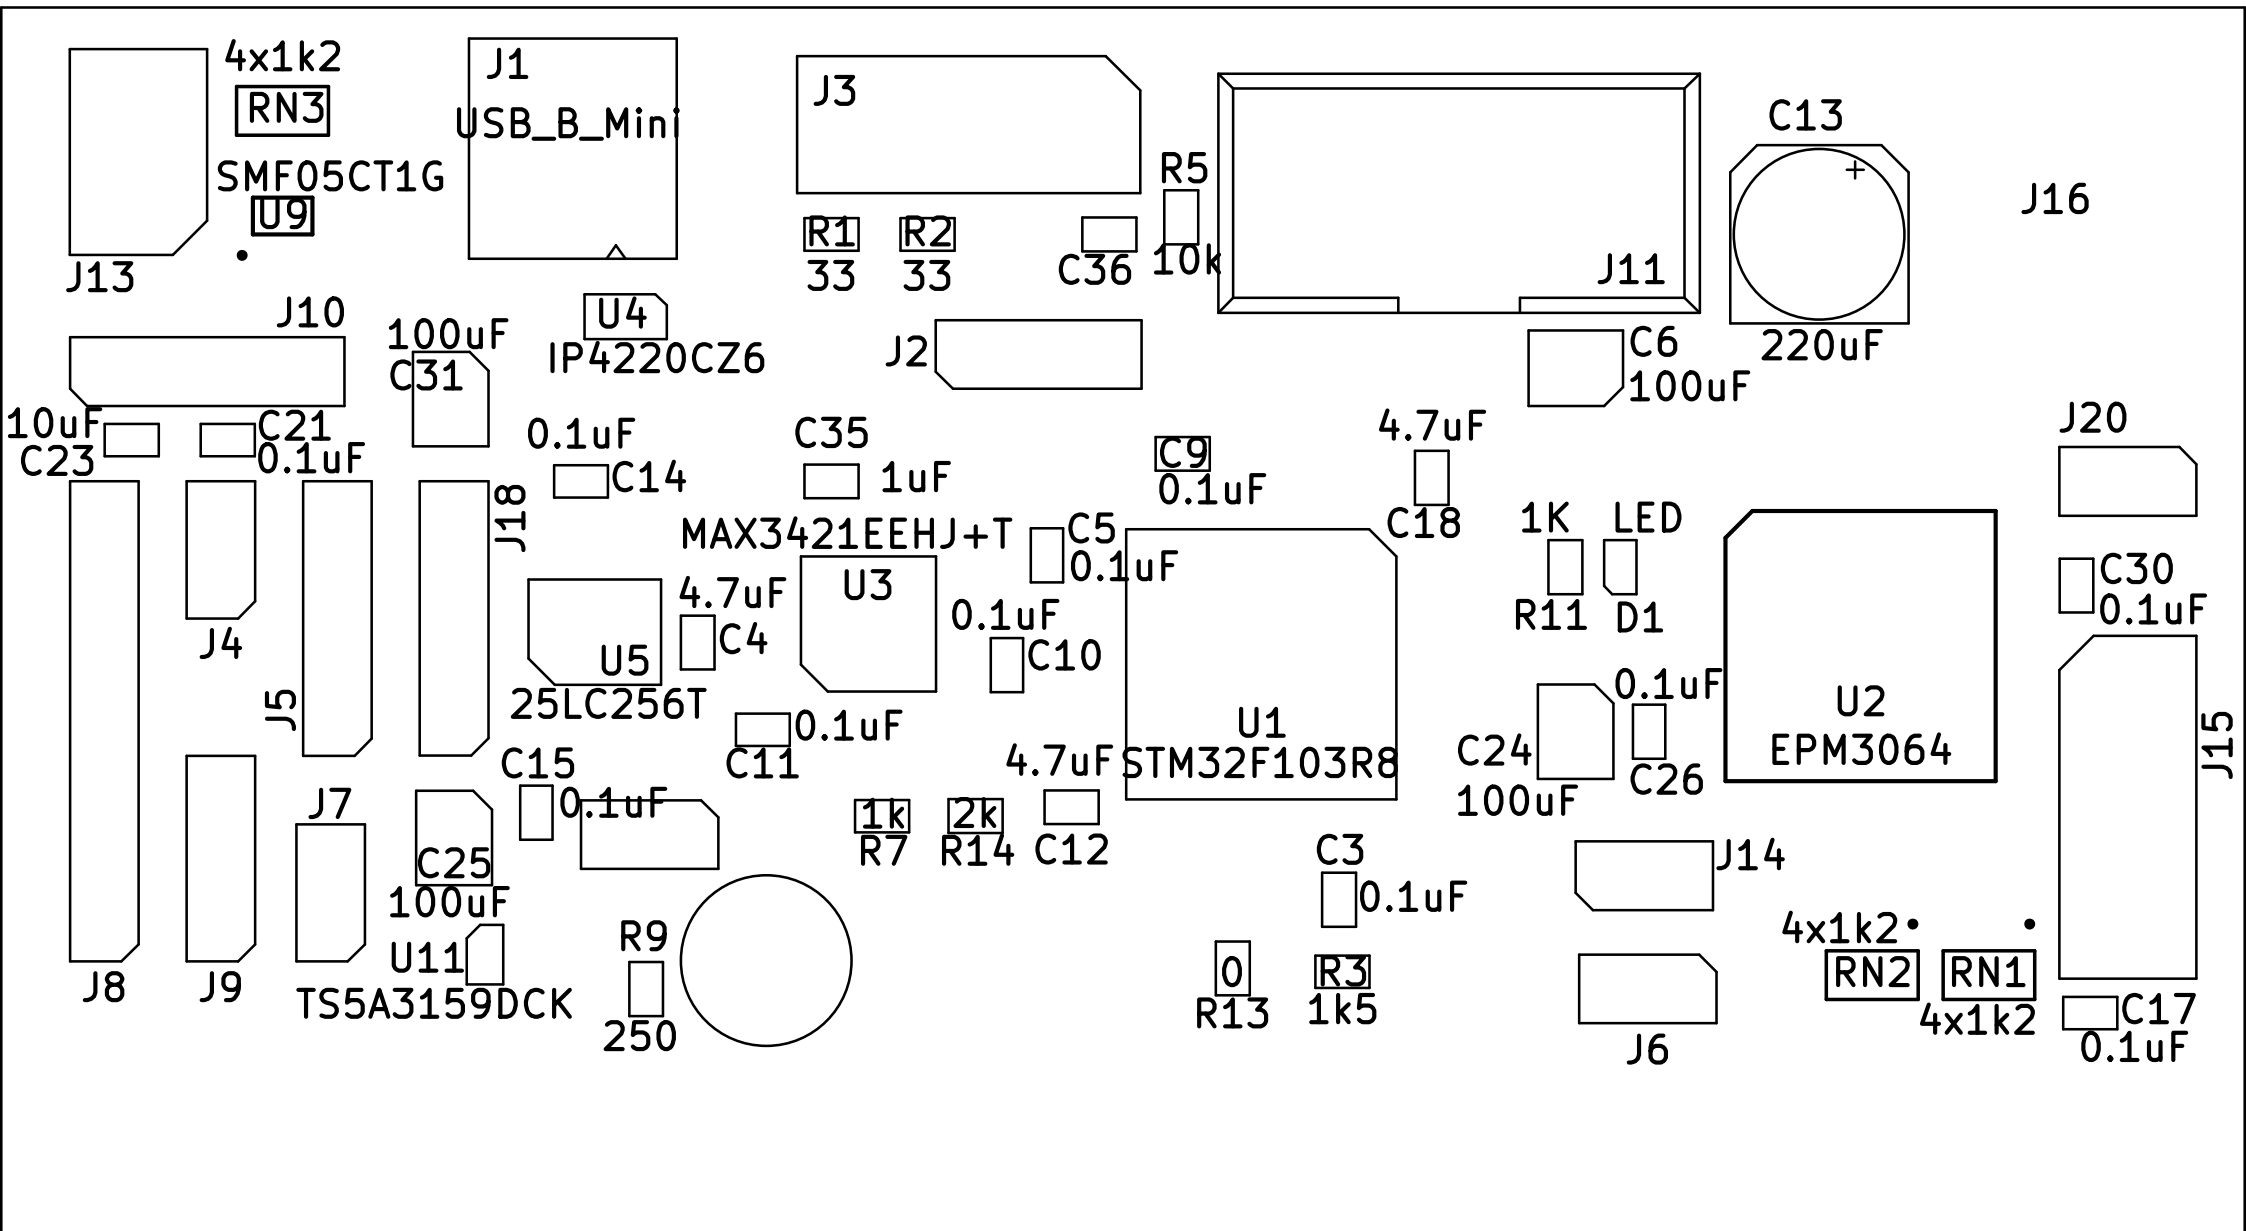 4x1k2
RN3
SMF05CT1G
U9
J13
J1
USB_B_Mini
J3
R5
10k
R1
33
R2
33
C36
J11
C13
220uF
J16
J10
100uF
C31
U4
IP4220CZ6
J2
C6
100uF
10uF
C23
C21
0.1uF
0.1uF
C14
C35
1uF
C9
0.1uF
4.7uF
C18
J20
J18
MAX3421EEHJ+T
U3
C5
0.1uF
1K
R11
LED
D1
C30
0.1uF
J4
J5
U5
25LC256T
4.7uF
C4
0.1uF
C10
0.1uF
C11
U1
STM32F103R8
0.1uF
C26
C24
100uF
U2
EPM3064
J15
C15
0.1uF
J7
C25
100uF
1k
R7
2k
R14
4.7uF
C12
C3
0.1uF
J14
J8
J9
U11
TS5A3159DCK
R9
250
0
R13
R3
1k5
J6
4x1k2
RN2
RN1
4x1k2
C17
0.1uF